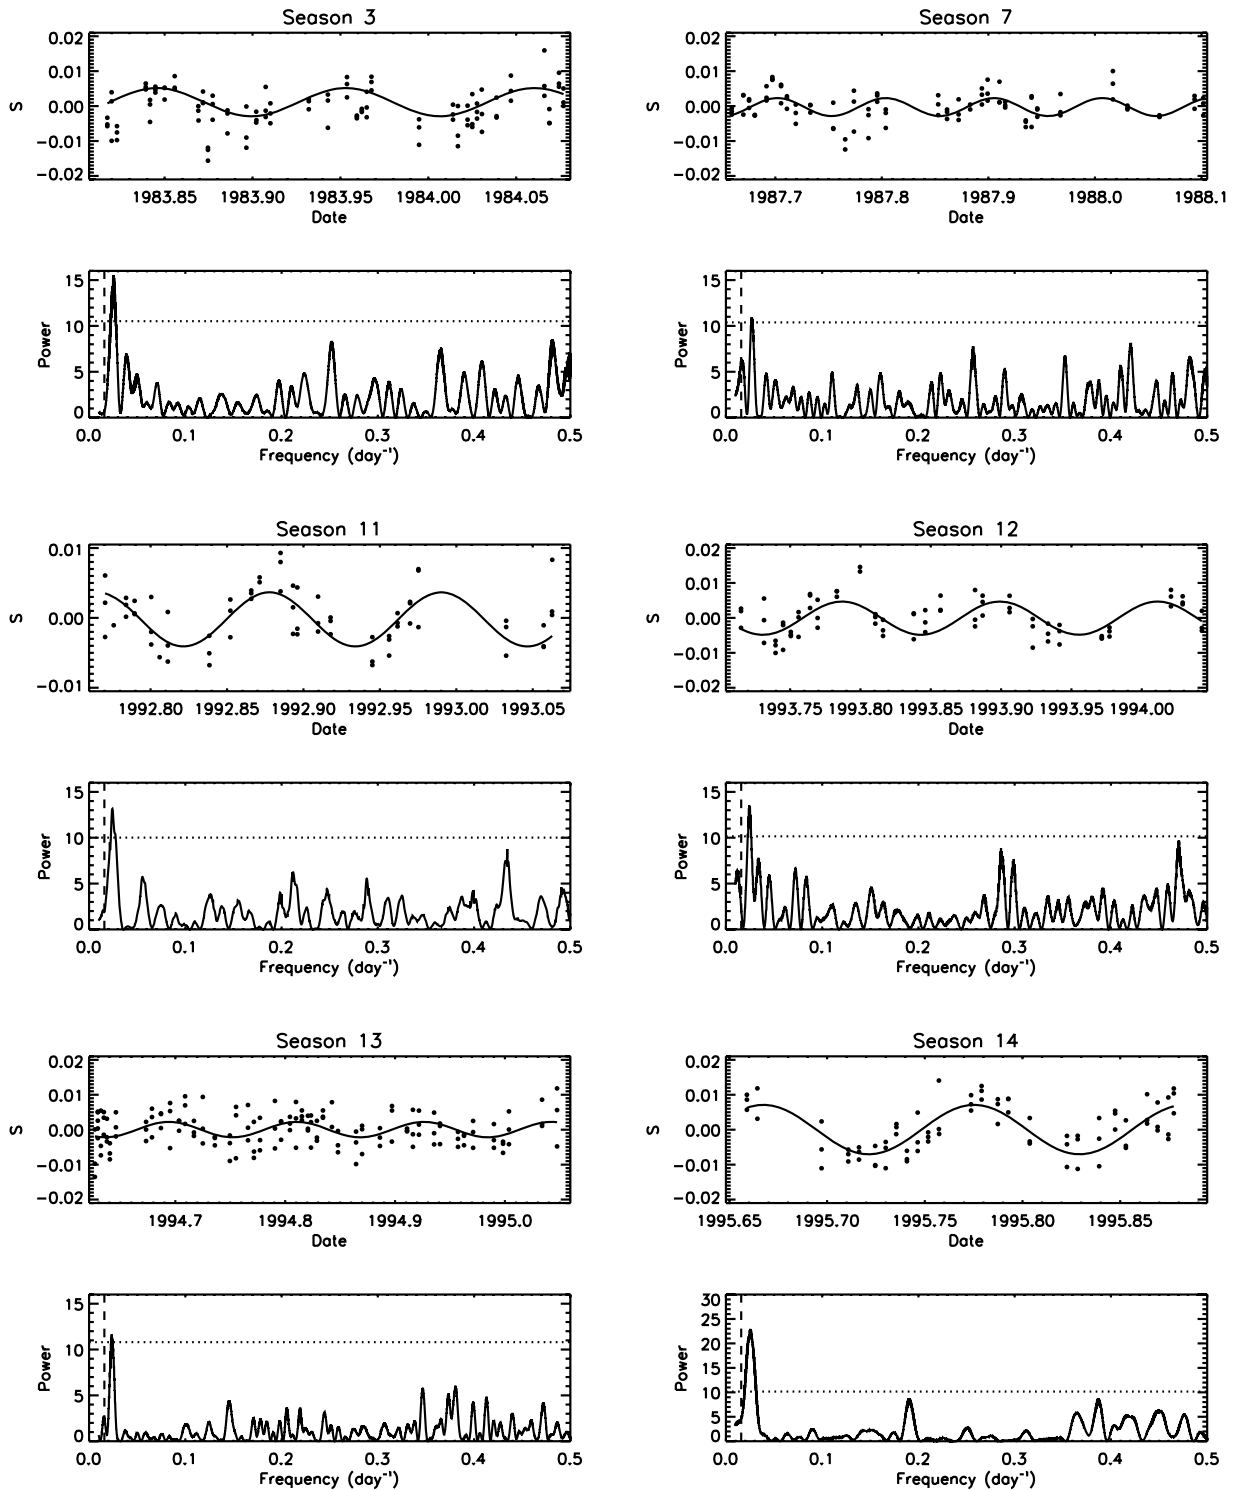 Season 3
S
0.02
0.01
0.00
−0.01
−0.02
1983.85 1983.90 1983.95 1984.00 1984.05
Date
Season 7
S
0.02
0.01
0.00
−0.01
−0.02
1987.7 1987.8 1987.9 1988.0 1988.1
Date
Power
15
10
5
0
0.0 0.1 0.2 0.3 0.4 0.5
Frequency (day⁻¹)
Power
15
10
5
0
0.0 0.1 0.2 0.3 0.4 0.5
Frequency (day⁻¹)
Season 11
S
0.01
0.00
−0.01
1992.80 1992.85 1992.90 1992.95 1993.00 1993.05
Date
Season 12
S
0.02
0.01
0.00
−0.01
−0.02
1993.75 1993.80 1993.85 1993.90 1993.95 1994.00
Date
Power
15
10
5
0
0.0 0.1 0.2 0.3 0.4 0.5
Frequency (day⁻¹)
Power
15
10
5
0
0.0 0.1 0.2 0.3 0.4 0.5
Frequency (day⁻¹)
Season 13
S
0.02
0.01
0.00
−0.01
−0.02
1994.7 1994.8 1994.9 1995.0
Date
Season 14
S
0.02
0.01
0.00
−0.01
−0.02
1995.65 1995.70 1995.75 1995.80 1995.85
Date
Power
15
10
5
0
0.0 0.1 0.2 0.3 0.4 0.5
Frequency (day⁻¹)
Power
30
25
20
15
10
5
0
0.0 0.1 0.2 0.3 0.4 0.5
Frequency (day⁻¹)